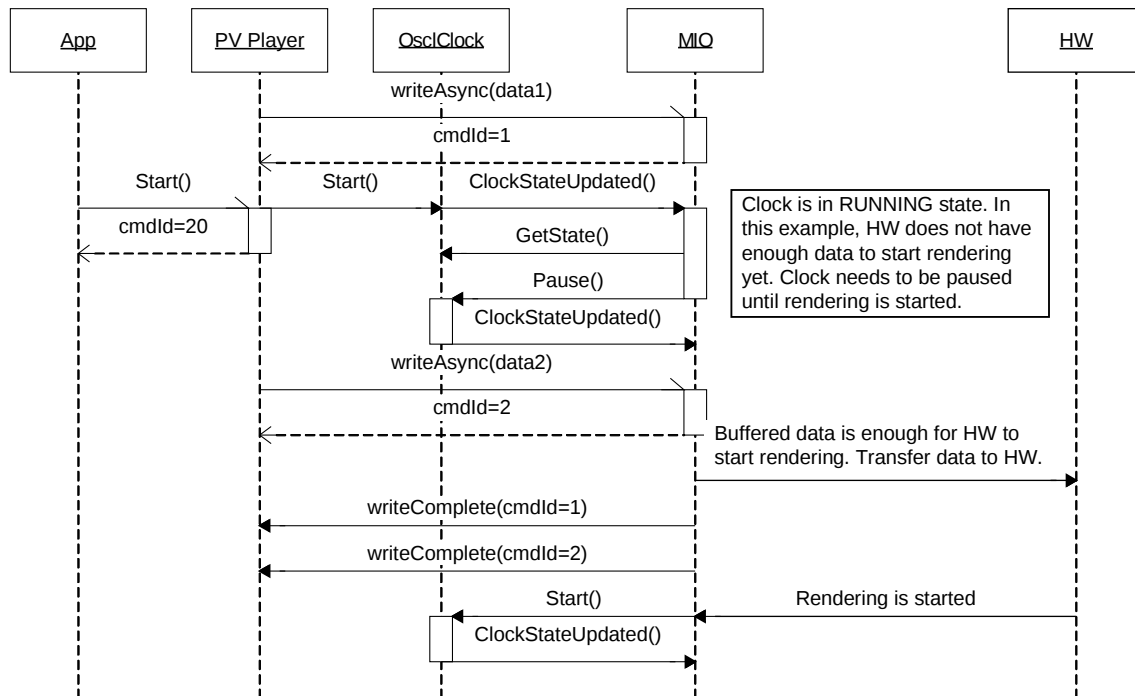 App
PV Player
OsclClock
MIO
HW
writeAsync(data1)
cmdId=1
Start()
Start()
ClockStateUpdated()
cmdId=20
GetState()
Pause()
ClockStateUpdated()
Clock is in RUNNING state. In
this example, HW does not have
enough data to start rendering
yet. Clock needs to be paused
until rendering is started.
writeAsync(data2)
cmdId=2
Buffered data is enough for HW to
start rendering. Transfer data to HW.
writeComplete(cmdId=1)
writeComplete(cmdId=2)
Start()
Rendering is started
ClockStateUpdated()